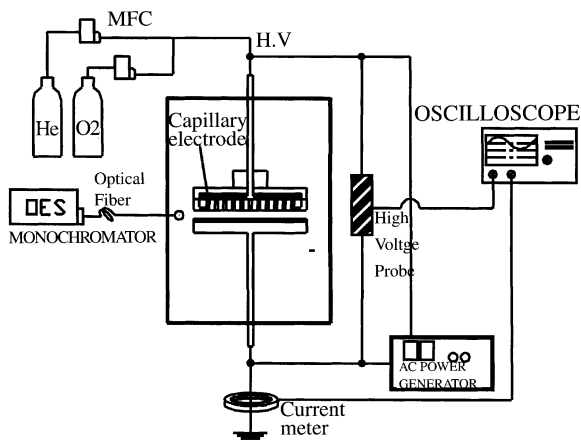 MFC
H.V
He
O2
Capillary
electrode
OSCILLOSCOPE
Optical
Fiber
OES
MONOCHROMATOR
High
Voltge
Probe
AC POWER
GENERATOR
Current
meter